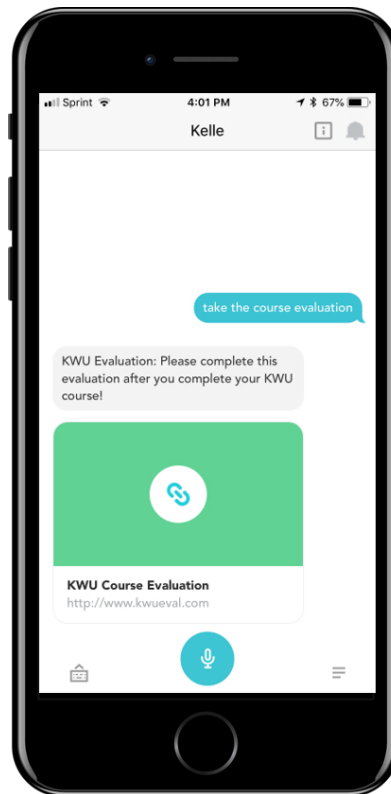 Sprint 4:01 PM 67%
Kelle
take the course evaluation
KWU Evaluation: Please complete this
evaluation after you complete your KWU
course!
KWU Course Evaluation
http://www.kwueval.com